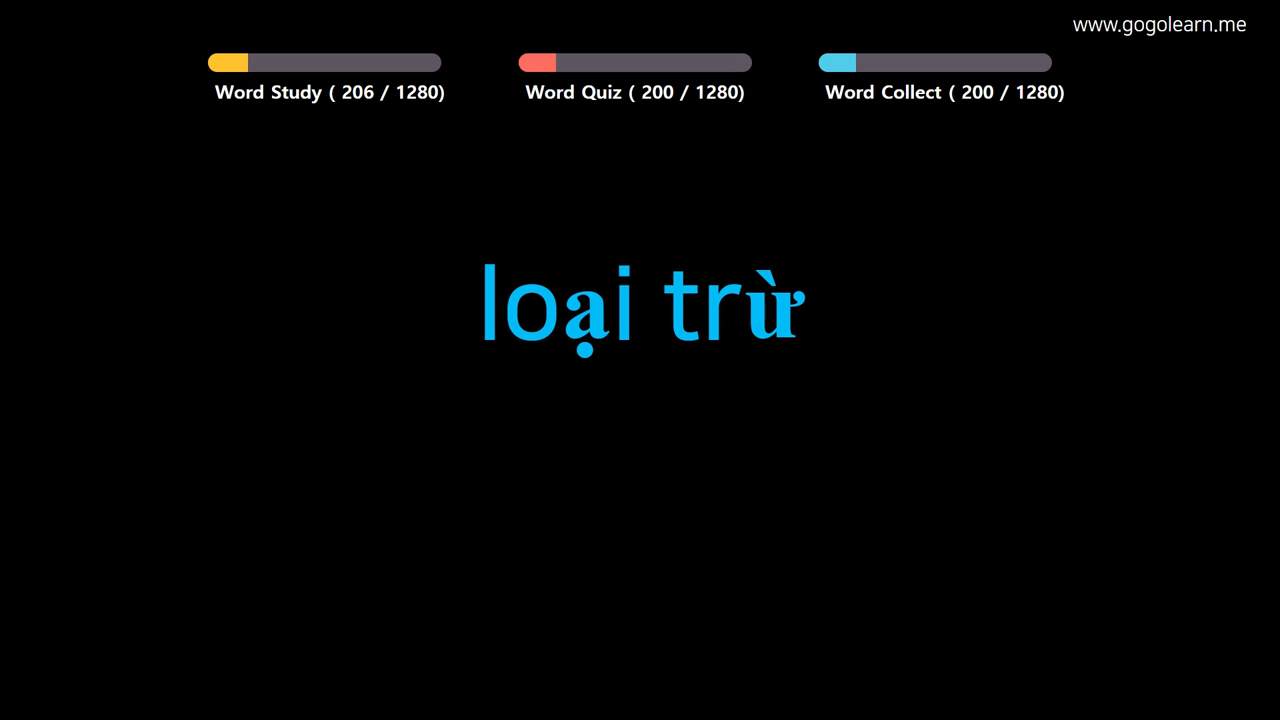 www.gogolearn.me
Word Study ( 206 / 1280)
Word Quiz ( 200 / 1280)
Word Collect ( 200 / 1280)
loại trừ